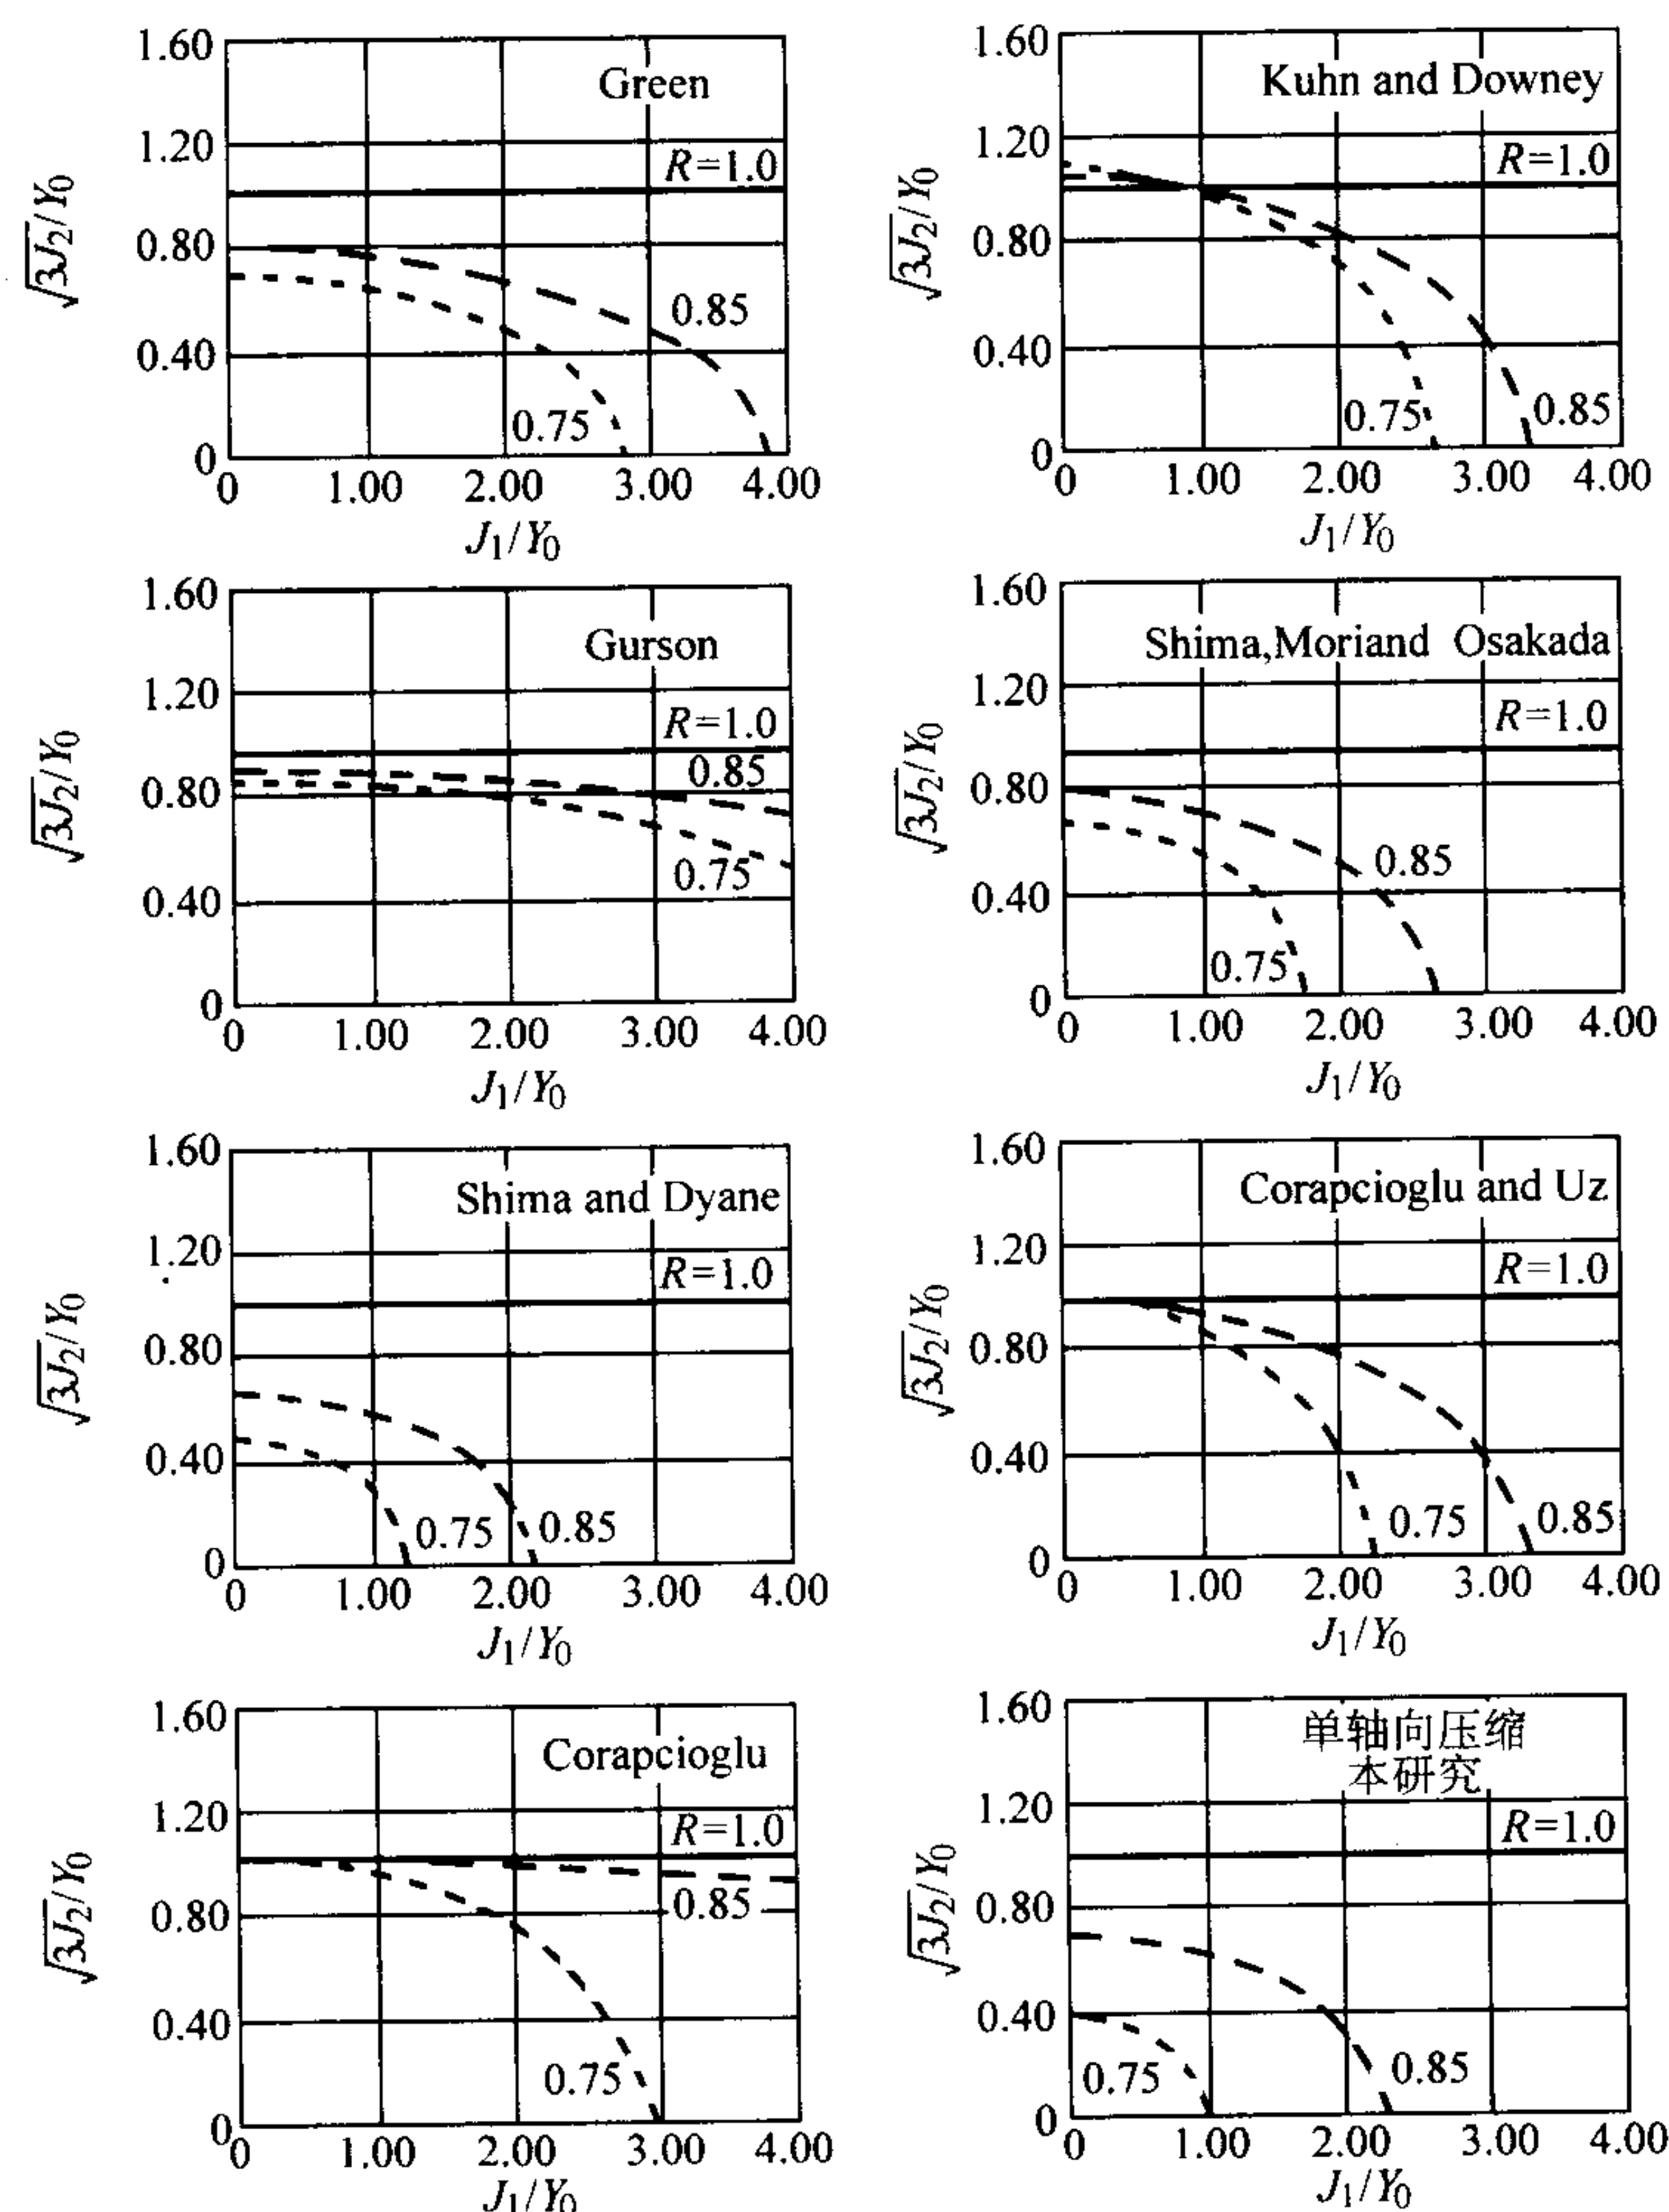 1.60
Green
1.20
R=1.0
0.80
0.85
0.40
0.75
0
0 1.00 2.00 3.00 4.00
√3J₂/Y₀
J₁/Y₀
1.60
Kuhn and Downey
1.20
R=1.0
0.80
0.40
0.75
0.85
0
0 1.00 2.00 3.00 4.00
√3J₂/Y₀
J₁/Y₀
1.60
Gurson
1.20
R=1.0
0.85
0.80
0.75
0.40
0
0 1.00 2.00 3.00 4.00
√3J₂/Y₀
J₁/Y₀
1.60
Shima,Moriand Osakada
1.20
R=1.0
0.80
0.85
0.40
0.75
0
0 1.00 2.00 3.00 4.00
√3J₂/Y₀
J₁/Y₀
1.60
Shima and Dyane
1.20
R=1.0
0.80
0.40
0.75
0.85
0
0 1.00 2.00 3.00 4.00
√3J₂/Y₀
J₁/Y₀
1.60
Corapcioglu and Uz
1.20
R=1.0
0.80
0.40
0.75
0.85
0
0 1.00 2.00 3.00 4.00
√3J₂/Y₀
J₁/Y₀
1.60
Corapcioglu
1.20
R=1.0
0.85
0.80
0.40
0.75
0
0 1.00 2.00 3.00 4.00
√3J₂/Y₀
J₁/Y₀
1.60
单轴向压缩
本研究
1.20
R=1.0
0.80
0.40
0.75
0.85
0
0 1.00 2.00 3.00 4.00
√3J₂/Y₀
J₁/Y₀